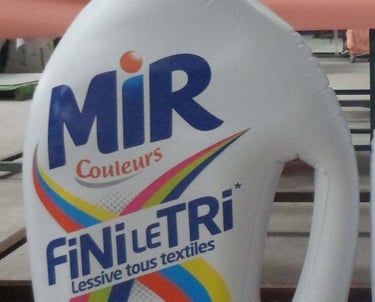 MiR
Couleurs
FiNi LE TRi*
Lessive tous textiles